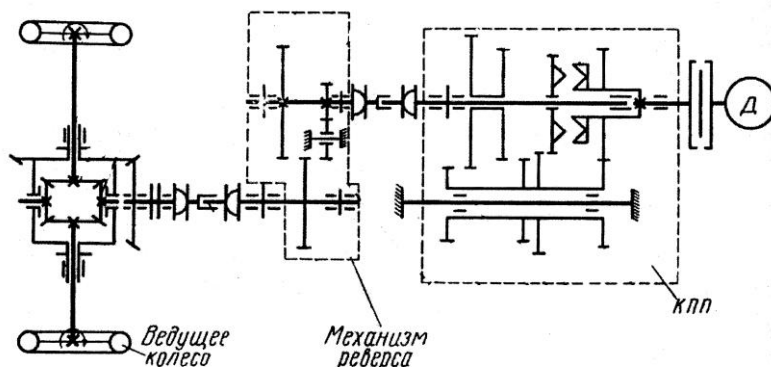 Д
КПП
Механизм
реверса
Ведущее
колесо